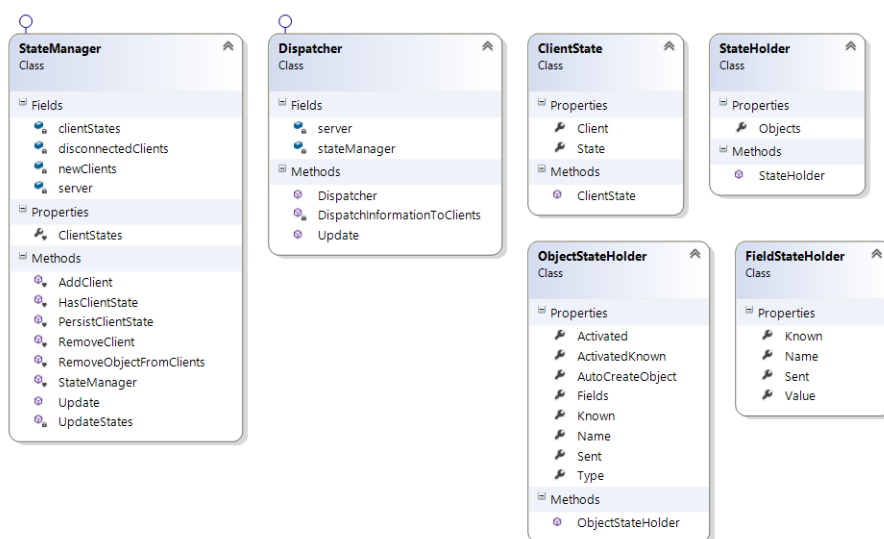 StateManager
Class
Fields
clientStates
disconnectedClients
newClients
server
Properties
ClientStates
Methods
AddClient
HasClientState
PersistClientState
RemoveClient
RemoveObjectFromClients
StateManager
Update
UpdateStates
Dispatcher
Class
Fields
server
stateManager
Methods
Dispatcher
DispatchInformationToClients
Update
ClientState
Class
Properties
Client
State
Methods
ClientState
StateHolder
Class
Properties
Objects
Methods
StateHolder
ObjectStateHolder
Class
Properties
Activated
ActivatedKnown
AutoCreateObject
Fields
Known
Name
Sent
Type
Methods
ObjectStateHolder
FieldStateHolder
Class
Properties
Known
Name
Sent
Value